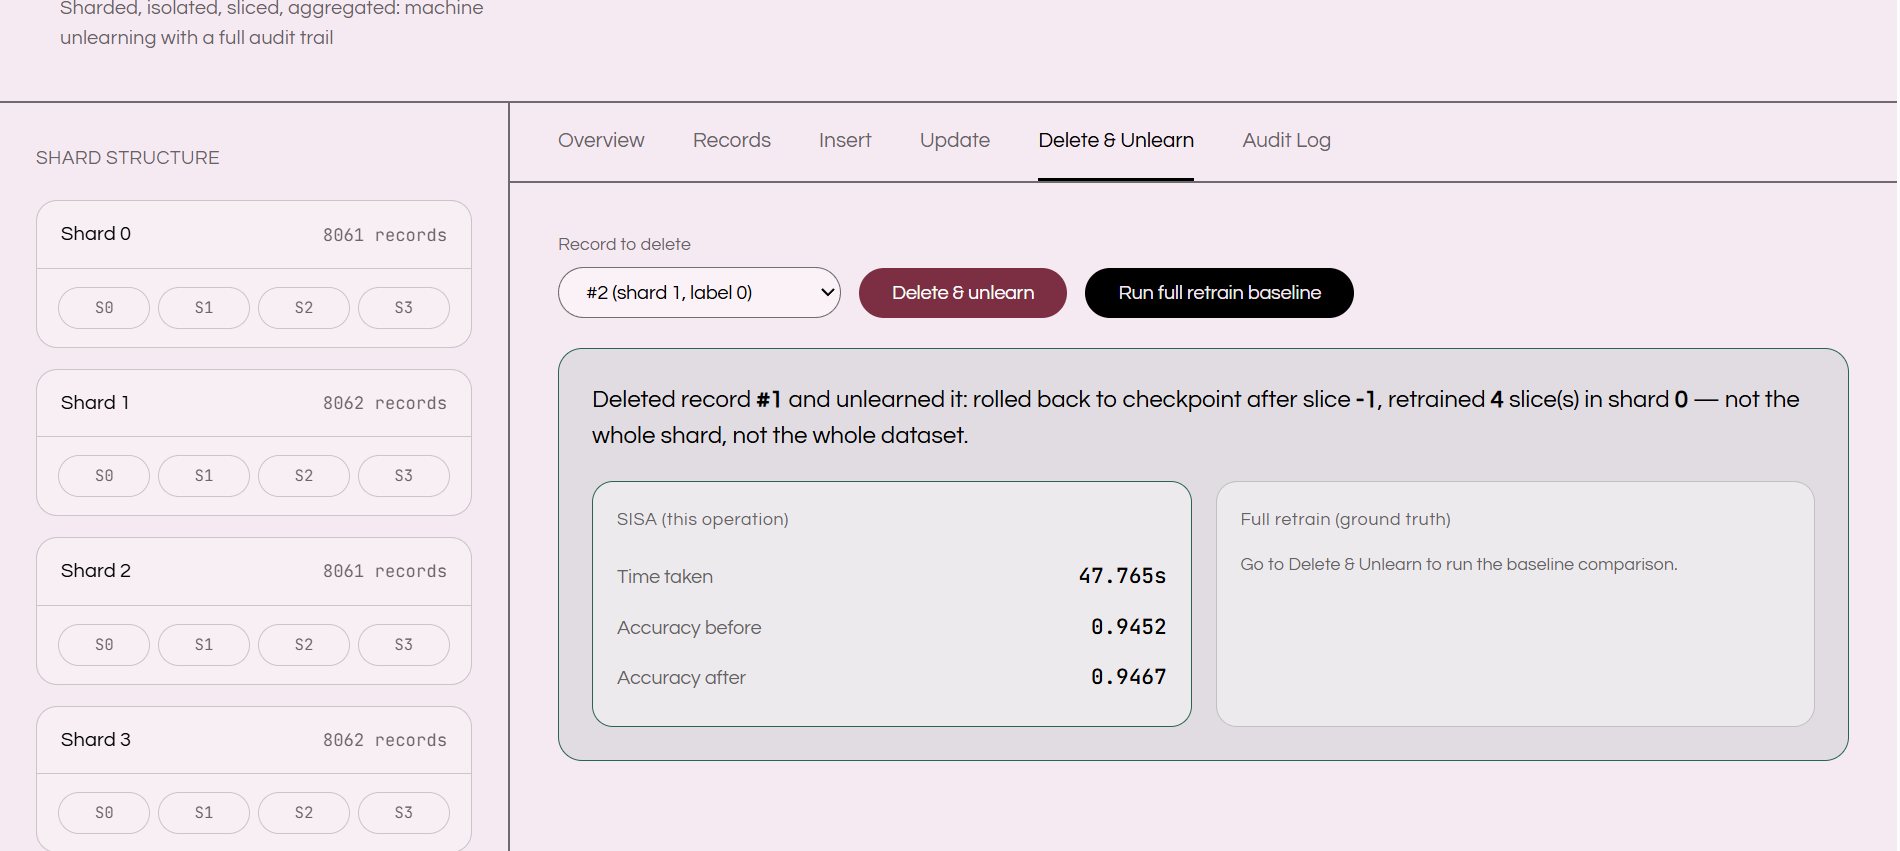 Sharded, isolated, sliced, aggregated: machine
unlearning with a full audit trail
SHARD STRUCTURE
Shard 0
8061 records
S0
S1
S2
S3
Shard 1
8062 records
S0
S1
S2
S3
Shard 2
8061 records
S0
S1
S2
S3
Shard 3
8062 records
S0
S1
S2
S3
Overview
Records
Insert
Update
Delete & Unlearn
Audit Log
Record to delete
#2 (shard 1, label 0)
Delete & unlearn
Run full retrain baseline
Deleted record #1 and unlearned it: rolled back to checkpoint after slice -1, retrained 4 slice(s) in shard 0 — not the
whole shard, not the whole dataset.
SISA (this operation)
Time taken
47.765s
Accuracy before
0.9452
Accuracy after
0.9467
Full retrain (ground truth)
Go to Delete & Unlearn to run the baseline comparison.